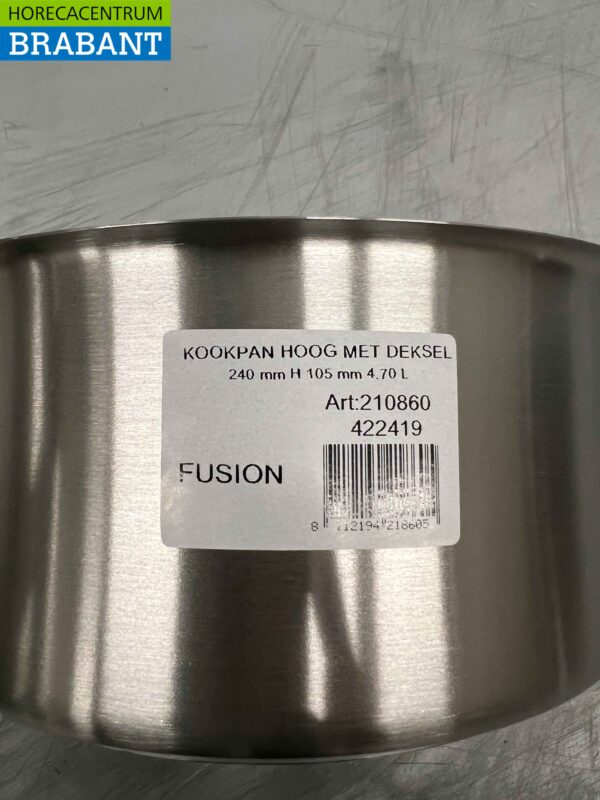 HORECACENTRUM
BRABANT
KOOKPAN HOOG MET DEKSEL
240 mm H 105 mm 4.70 L
Art:210860
422419
FUSION
8 712194 218605